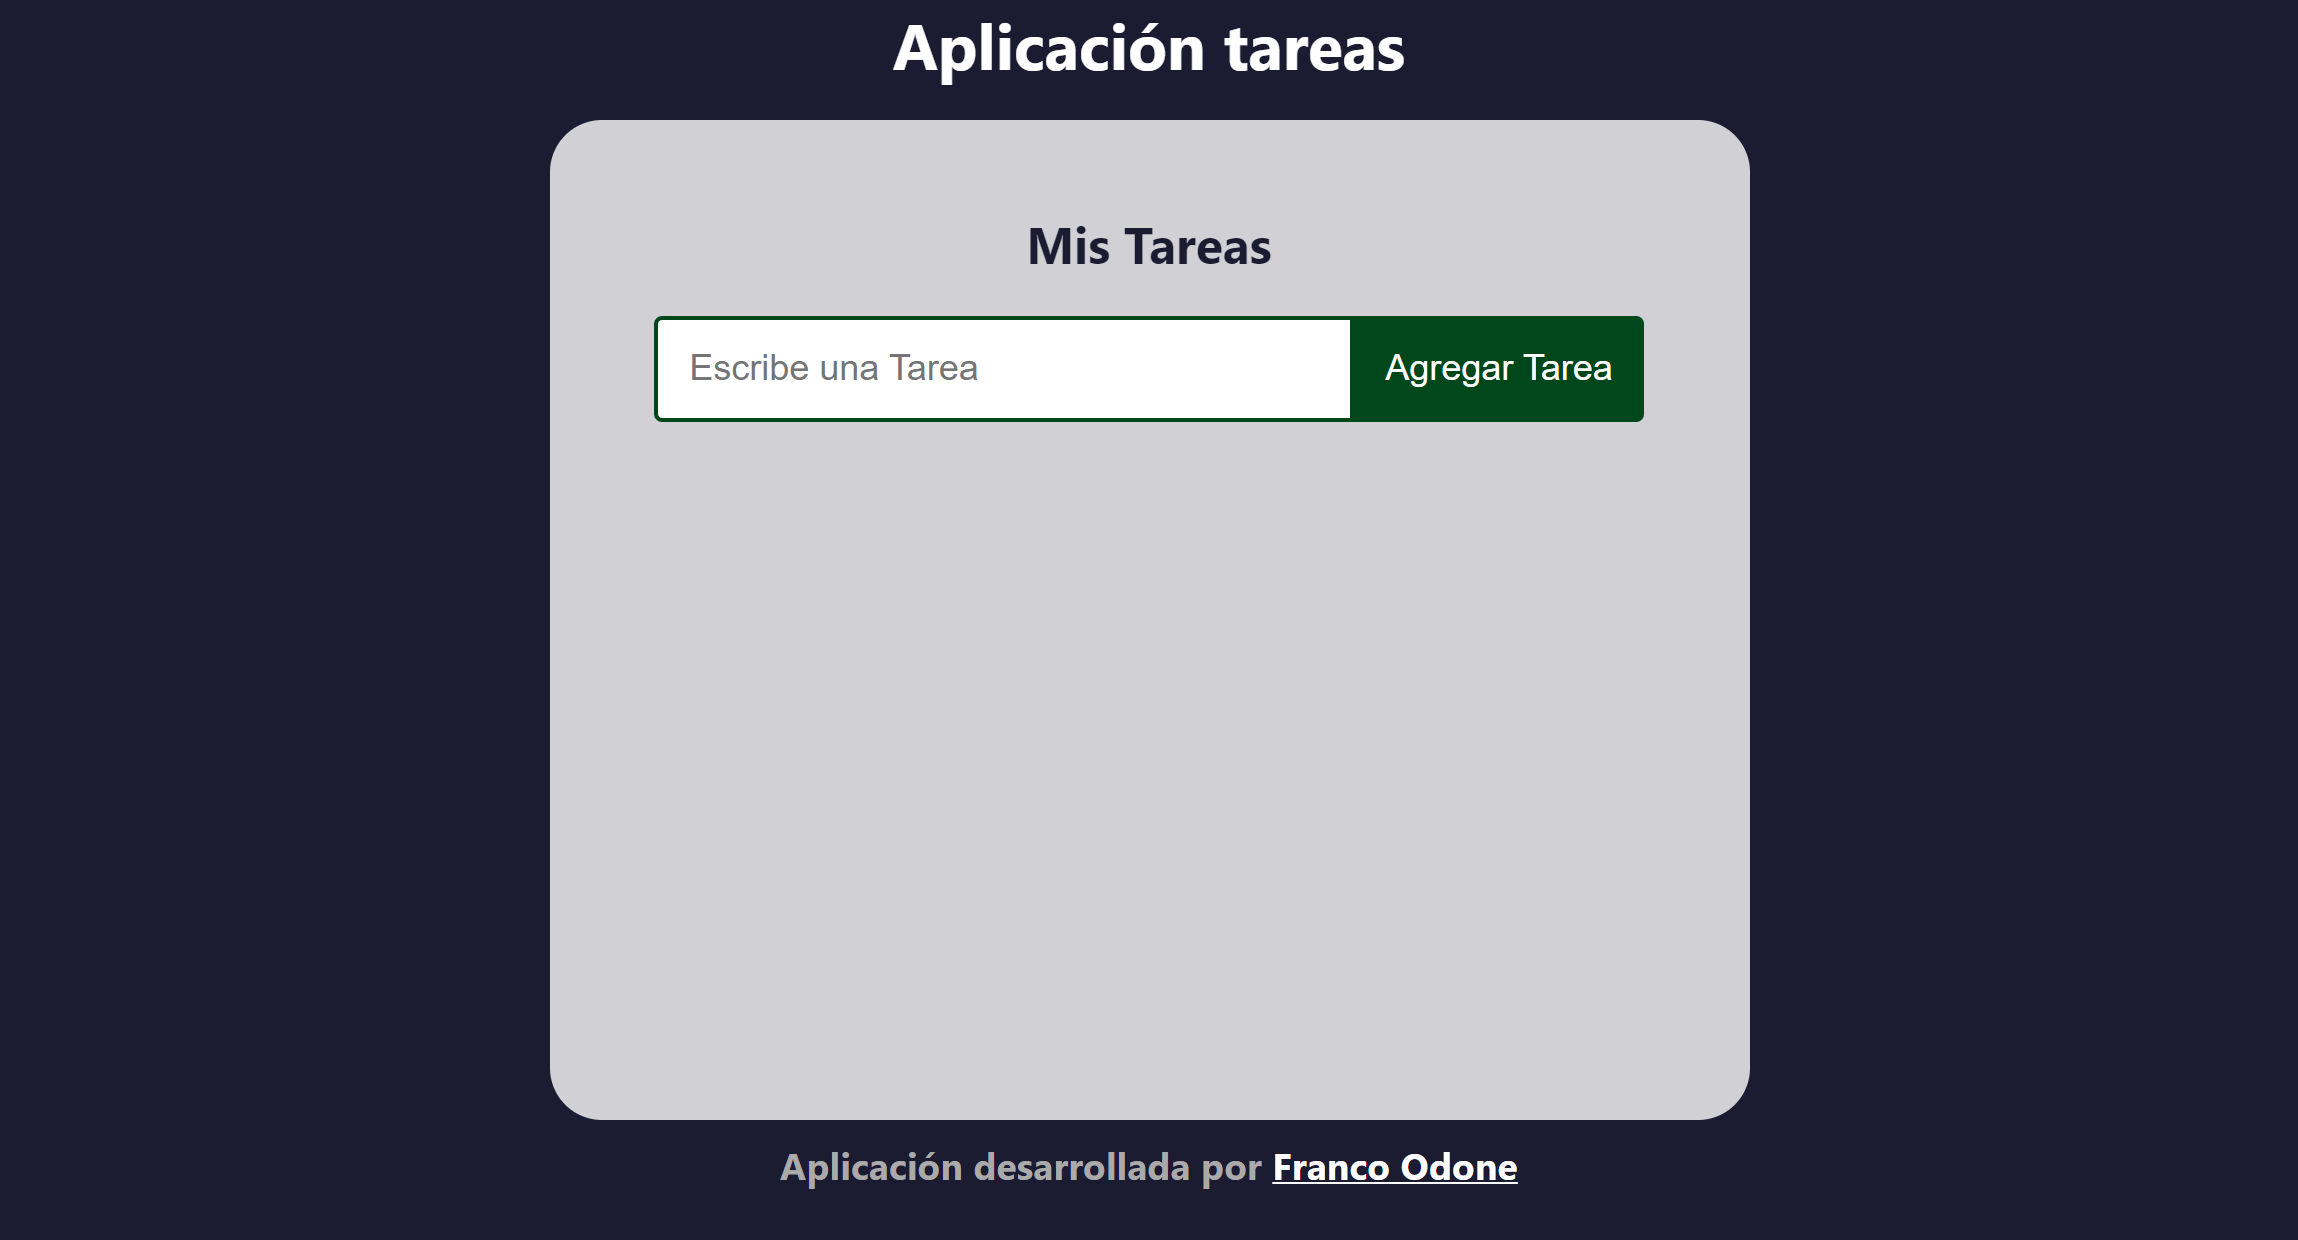 Aplicación tareas
Mis Tareas
Escribe una Tarea
Agregar Tarea
Aplicación desarrollada por Franco Odone